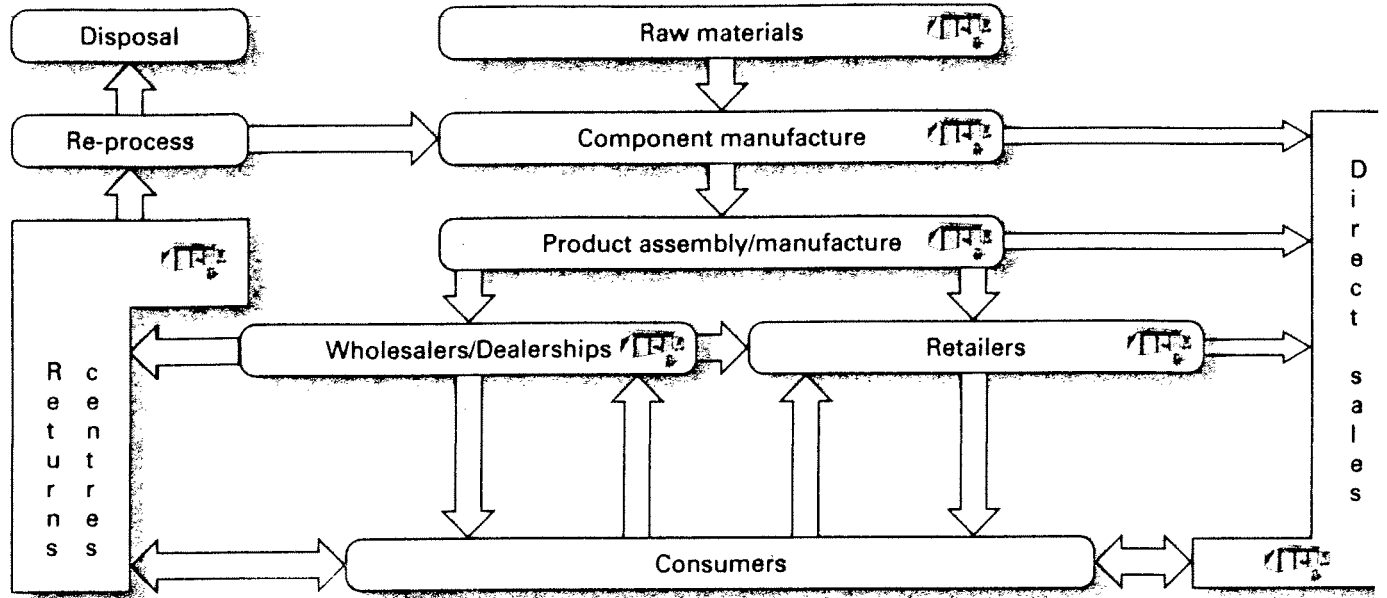 Disposal
Raw materials
Re-process
Component manufacture
Product assembly/manufacture
Wholesalers/Dealerships
Retailers
Returns
centres
Direct sales
Consumers